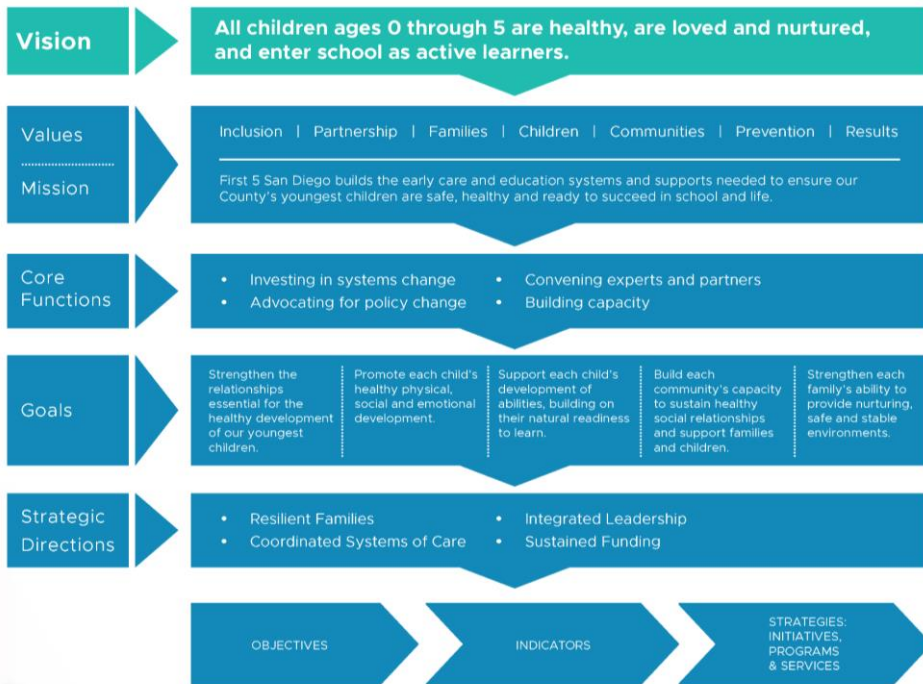 Vision
All children ages 0 through 5 are healthy, are loved and nurtured,
and enter school as active learners.
Values
Mission
Inclusion | Partnership | Families | Children | Communities | Prevention | Results
First 5 San Diego builds the early care and education systems and supports needed to ensure our
County's youngest children are safe, healthy and ready to succeed in school and life.
Core
Functions
• Investing in systems change
• Advocating for policy change
• Convening experts and partners
• Building capacity
Goals
Strengthen the
relationships
essential for the
healthy development
of our youngest
children.
Promote each child's
healthy physical,
social and emotional
development.
Support each child's
development of
abilities, building on
their natural readiness
to learn.
Build each
community's capacity
to sustain healthy
social relationships
and support families
and children.
Strengthen each
family's ability to
provide nurturing,
safe and stable
environments.
Strategic
Directions
• Resilient Families
• Coordinated Systems of Care
• Integrated Leadership
• Sustained Funding
OBJECTIVES
INDICATORS
STRATEGIES:
INITIATIVES,
PROGRAMS
& SERVICES